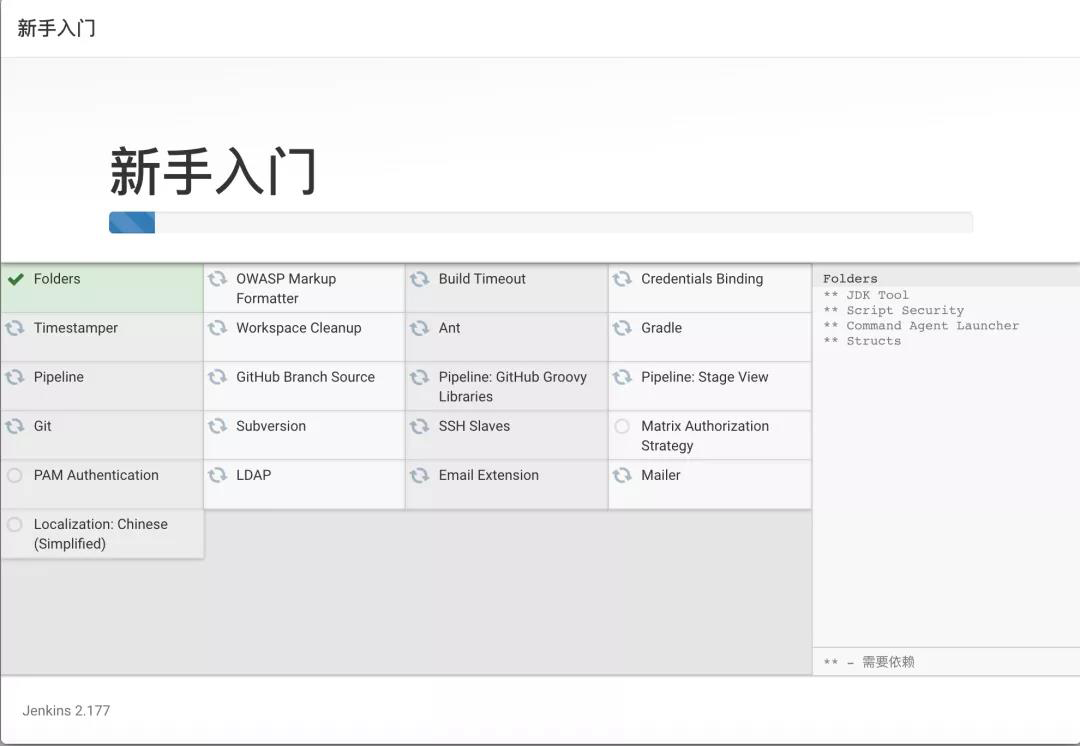 新手入门
新手入门
Folders
OWASP Markup
Formatter
Build Timeout
Credentials Binding
Timestamper
Workspace Cleanup
Ant
Gradle
Pipeline
GitHub Branch Source
Pipeline: GitHub Groovy
Libraries
Pipeline: Stage View
Git
Subversion
SSH Slaves
Matrix Authorization
Strategy
PAM Authentication
LDAP
Email Extension
Mailer
Localization: Chinese
(Simplified)
Folders
** JDK Tool
** Script Security
** Command Agent Launcher
** Structs
** - 需要依赖
Jenkins 2.177